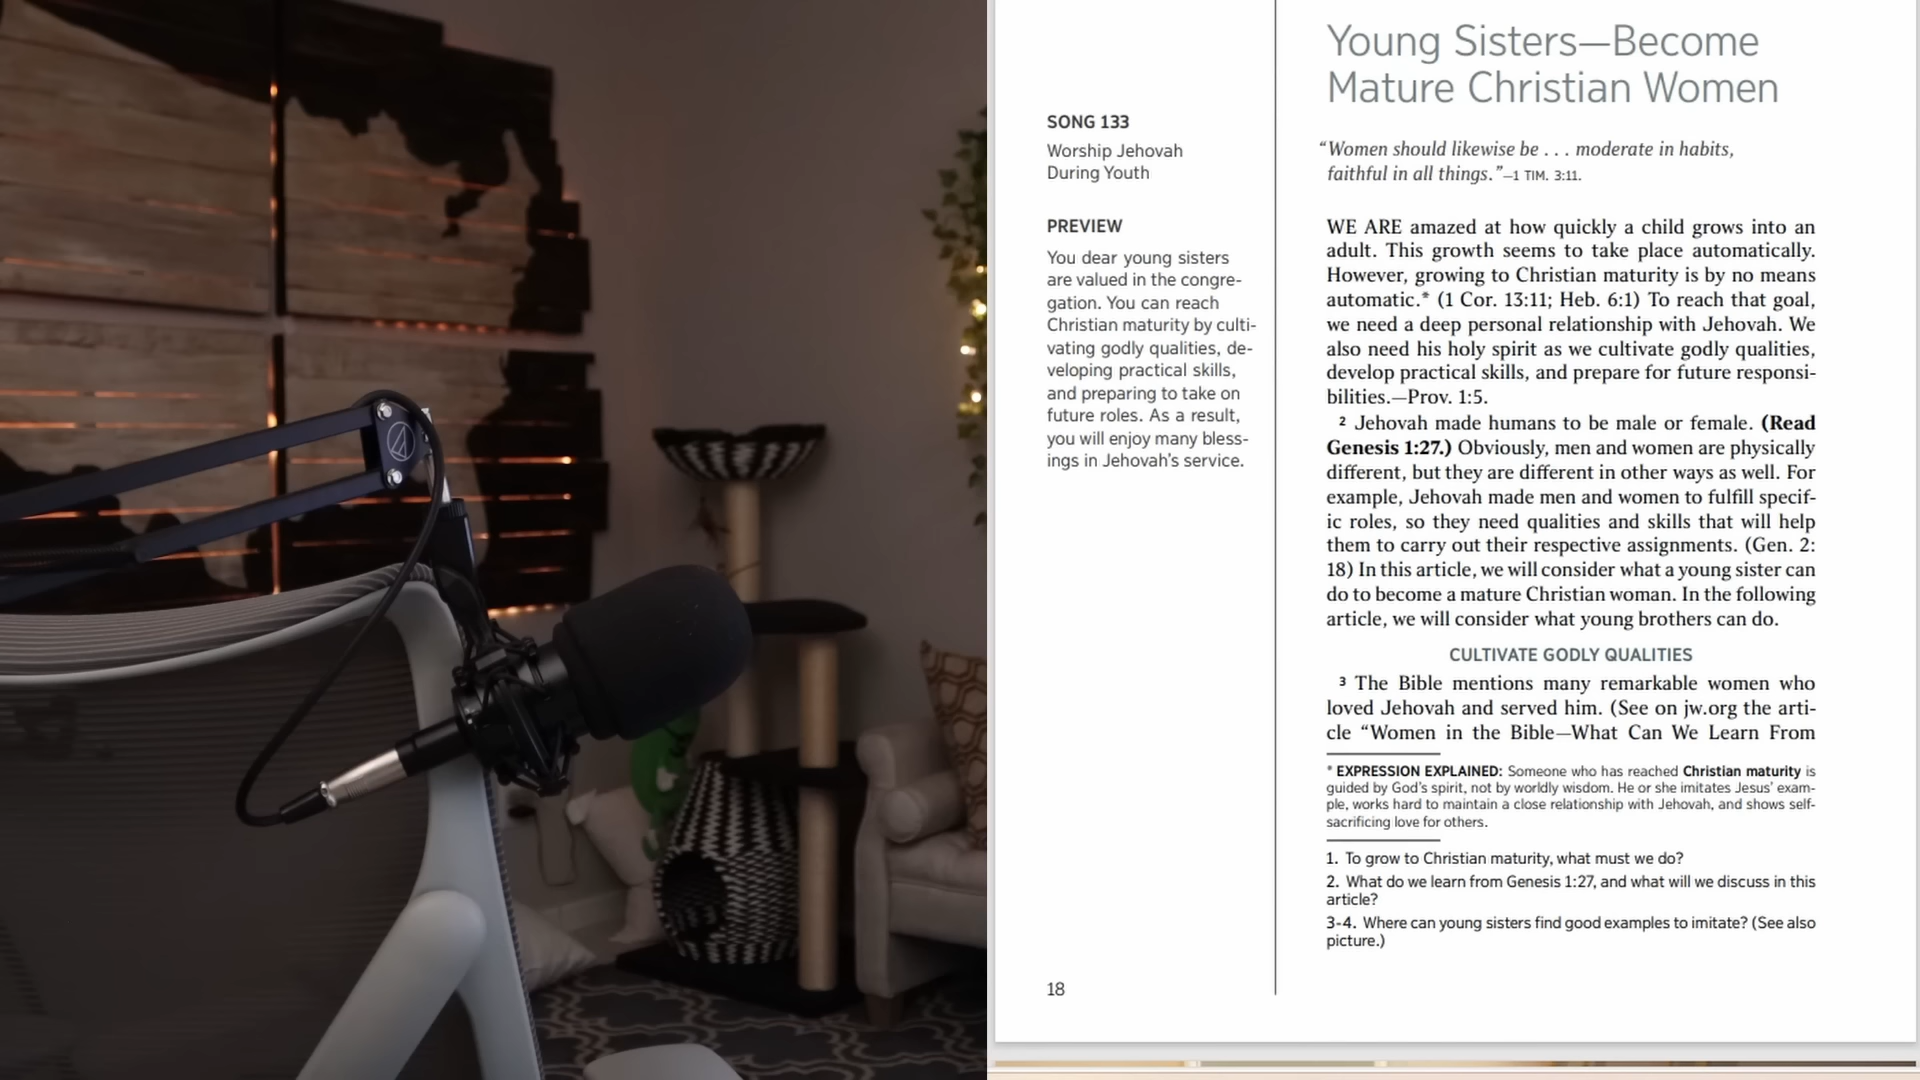 Young Sisters—Become
Mature Christian Women
SONG 133
Worship Jehovah
During Youth
PREVIEW
You dear young sisters
are valued in the congre-
gation. You can reach
Christian maturity by culti-
vating godly qualities, de-
veloping practical skills,
and preparing to take on
future roles. As a result,
you will enjoy many bless-
ings in Jehovah's service.
“Women should likewise be . . . moderate in habits,
faithful in all things.”—1 TIM. 3:11.
WE ARE amazed at how quickly a child grows into an
adult. This growth seems to take place automatically.
However, growing to Christian maturity is by no means
automatic.* (1 Cor. 13:11; Heb. 6:1) To reach that goal,
we need a deep personal relationship with Jehovah. We
also need his holy spirit as we cultivate godly qualities,
develop practical skills, and prepare for future responsi-
bilities.—Prov. 1:5.
2 Jehovah made humans to be male or female. (Read
Genesis 1:27.) Obviously, men and women are physically
different, but they are different in other ways as well. For
example, Jehovah made men and women to fulfill specif-
ic roles, so they need qualities and skills that will help
them to carry out their respective assignments. (Gen. 2:
18) In this article, we will consider what a young sister can
do to become a mature Christian woman. In the following
article, we will consider what young brothers can do.
CULTIVATE GODLY QUALITIES
3 The Bible mentions many remarkable women who
loved Jehovah and served him. (See on jw.org the arti-
cle “Women in the Bible—What Can We Learn From
* EXPRESSION EXPLAINED: Someone who has reached Christian maturity is
guided by God's spirit, not by worldly wisdom. He or she imitates Jesus' exam-
ple, works hard to maintain a close relationship with Jehovah, and shows self-
sacrificing love for others.
1. To grow to Christian maturity, what must we do?
2. What do we learn from Genesis 1:27, and what will we discuss in this
article?
3-4. Where can young sisters find good examples to imitate? (See also
picture.)
18